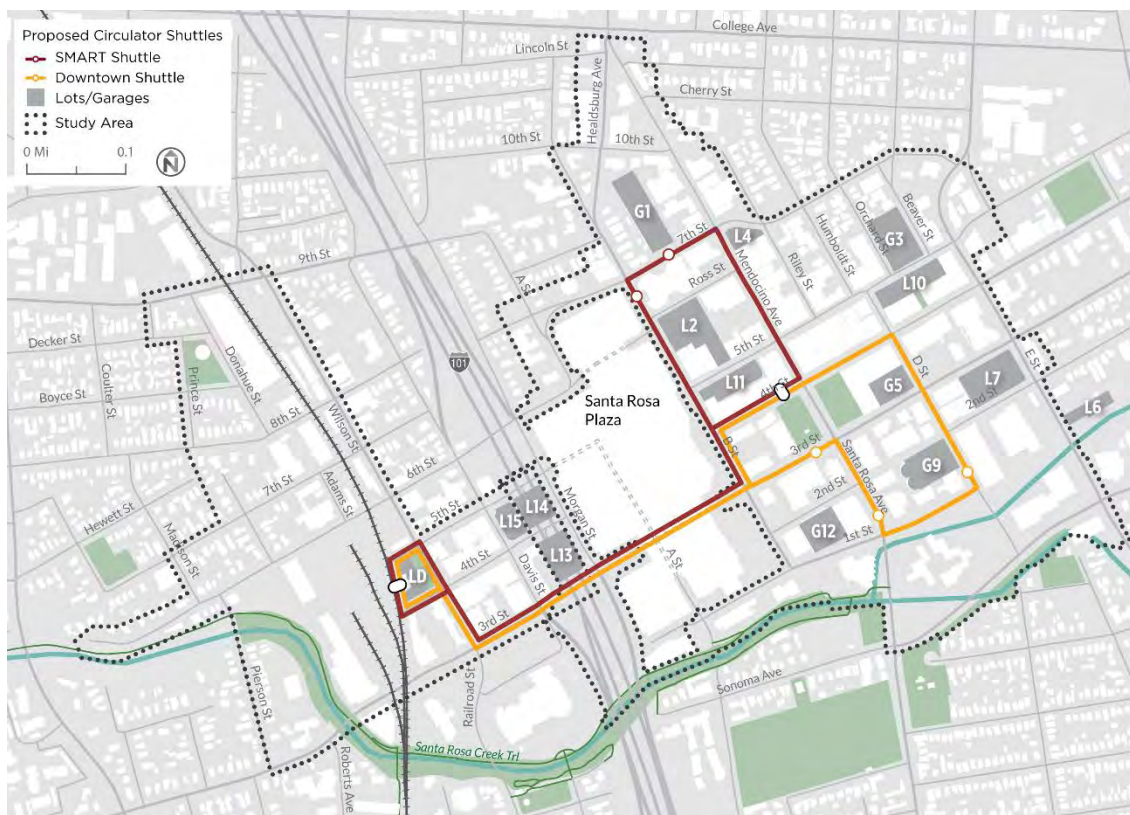 Proposed Circulator Shuttles
SMART Shuttle
Downtown Shuttle
Lots/Garages
Study Area
0 Mi 0.1
N
College Ave
Lincoln St
Healdsburg Ave
Cherry St
10th St
10th St
G1
7th St
L4
Mendocino Ave
Riley St
Humboldt St
Orchard St
Beaver St
G3
L10
9th St
A St
Ross St
L2
5th St
L11
4th St
101
Santa Rosa
Plaza
Decker St
Coulter St
Prince St
Donahue St
Boyce St
8th St
Wilson St
6th St
7th St
Adams St
Hewett St
Madison St
5th St
L15
L14
L13
Morgan St
4th St
Davis St
3rd St
LD
B St
3rd St
G5
D St
L7
2nd St
E St
L6
Santa Rosa Ave
G9
2nd St
G12
1st St
A St
Pierson St
Railroad St
Roberts Ave
Santa Rosa Creek Trl
Sonoma Ave